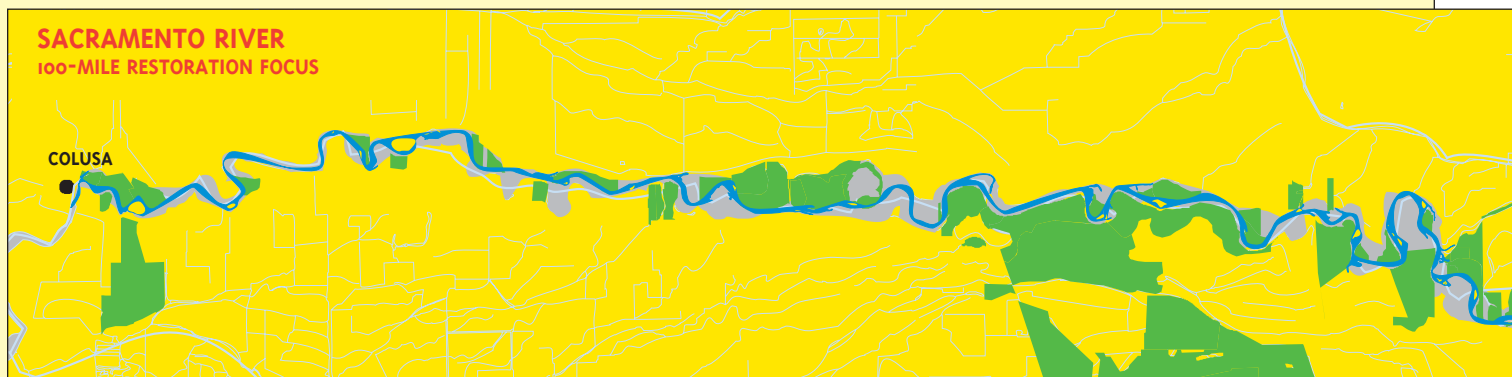 SACRAMENTO RIVER
100-MILE RESTORATION FOCUS
COLUSA